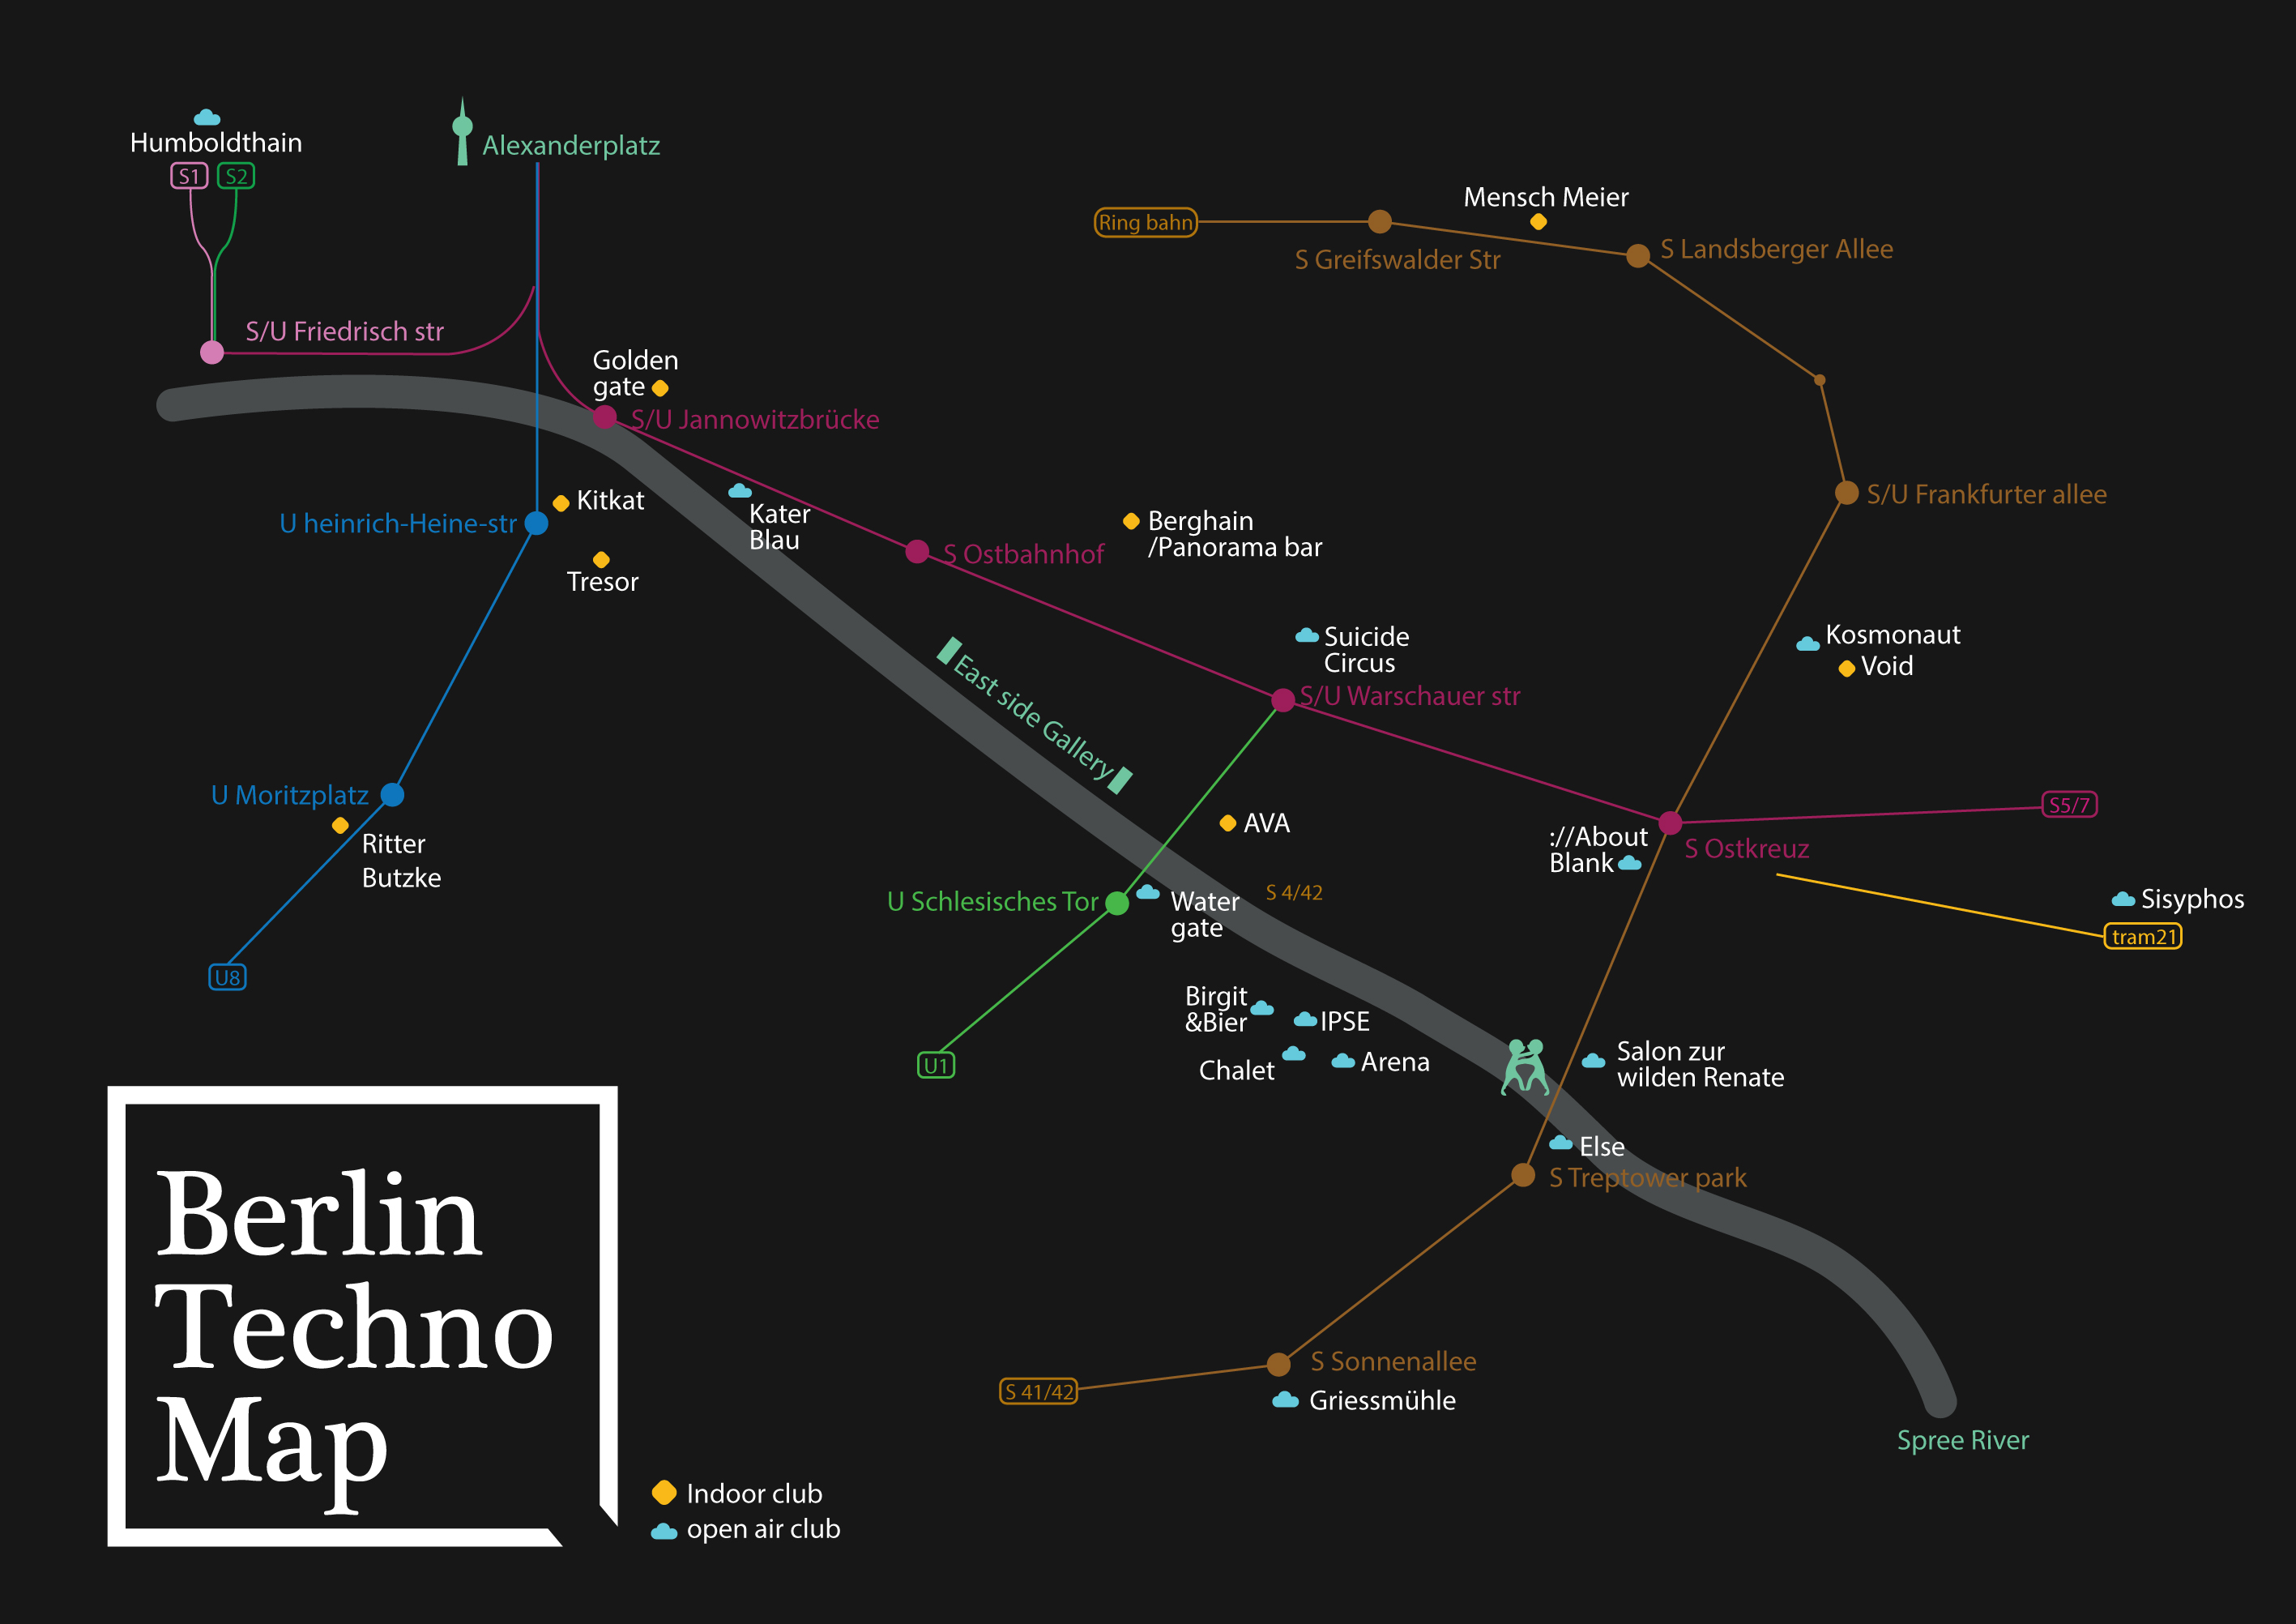 Humboldthain
S1
S2
Alexanderplatz
Mensch Meier
Ring bahn
S Greifswalder Str
S Landsberger Allee
S/U Friedrisch str
Golden
gate
S/U Jannowitzbrücke
Kitkat
U heinrich-Heine-str
Tresor
Kater
Blau
S Ostbahnhof
Berghain
/Panorama bar
S/U Frankfurter allee
Suicide
Circus
S/U Warschauer str
Kosmonaut
Void
East side Gallery
U Moritzplatz
Ritter
Butzke
AVA
://About
Blank
S Ostkreuz
S5/7
U Schlesisches Tor
Water
gate
S 4/42
Sisyphos
tram21
U8
Birgit
&Bier
IPSE
Chalet
Arena
U1
Salon zur
wilden Renate
Else
S Treptower park
S Sonnenallee
S 41/42
Griessmühle
Spree River
Berlin
Techno
Map
Indoor club
open air club